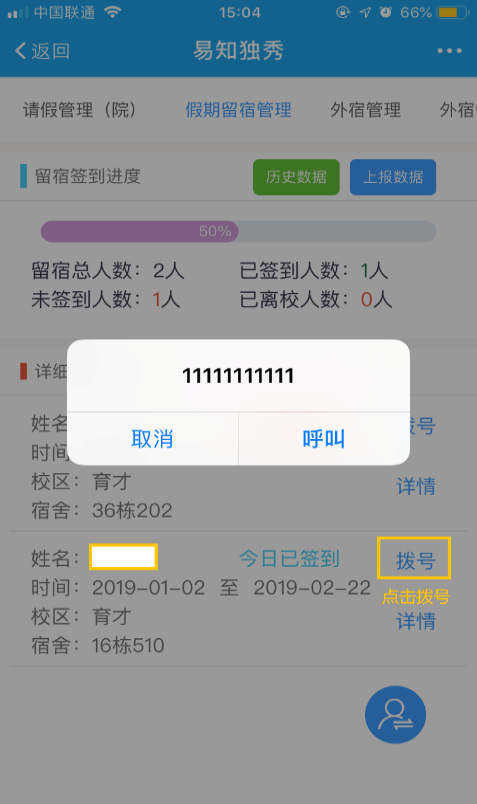 中国联通 15:04 66%
返回 易知独秀
请假管理（院） 假期留宿管理 外宿管理 外宿
留宿签到进度 历史数据 上报数据
50%
留宿总人数：2人 已签到人数：1人
未签到人数：1人 已离校人数：0人
详细
11111111111
取消 呼叫
姓名 拨号
时间
校区：育才 详情
宿舍：36栋202
姓名： 今日已签到 拨号
时间：2019-01-02 至 2019-02-22
点击拨号
校区：育才 详情
宿舍：16栋510